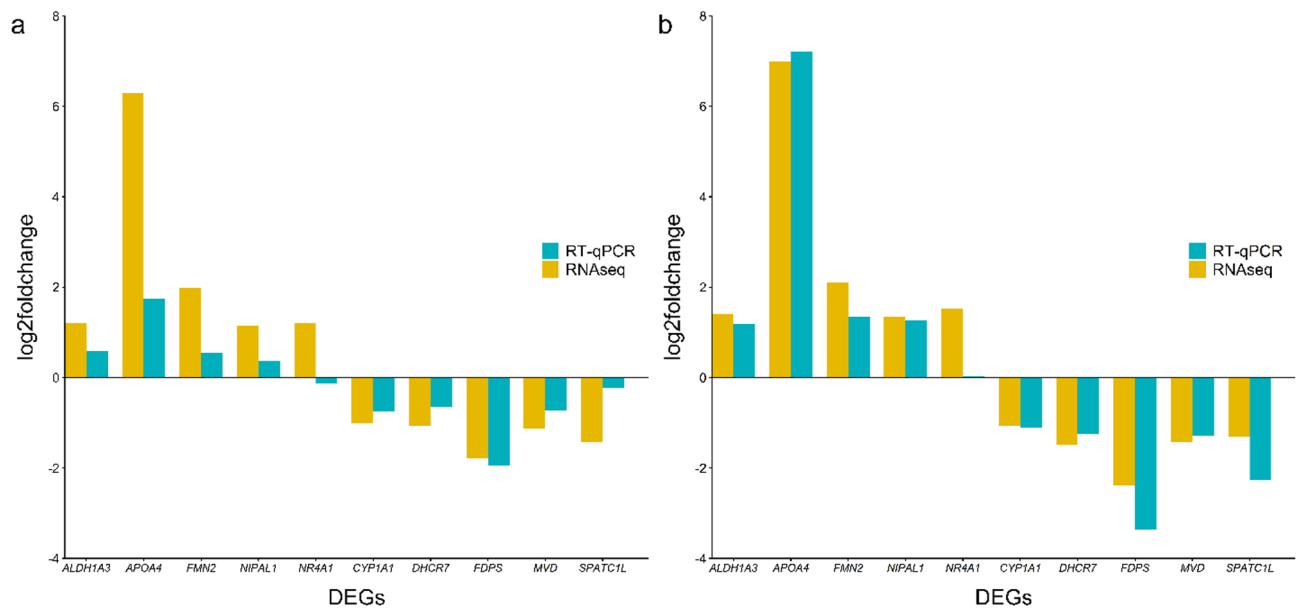 a
log2foldchange
8
6
4
2
0
-2
-4
RT-qPCR
RNAseq
ALDH1A3 APOA4 FMN2 NIPAL1 NR4A1 CYP1A1 DHCR7 FDPS MVD SPATC1L
DEGs
b
log2foldchange
8
6
4
2
0
-2
-4
RT-qPCR
RNAseq
ALDH1A3 APOA4 FMN2 NIPAL1 NR4A1 CYP1A1 DHCR7 FDPS MVD SPATC1L
DEGs